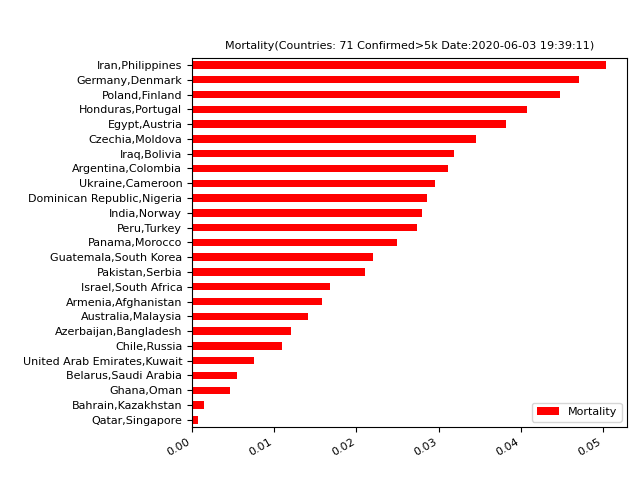 Mortality(Countries: 71 Confirmed>5k Date:2020-06-03 19:39:11)
Iran,Philippines
Germany,Denmark
Poland,Finland
Honduras,Portugal
Egypt,Austria
Czechia,Moldova
Iraq,Bolivia
Argentina,Colombia
Ukraine,Cameroon
Dominican Republic,Nigeria
India,Norway
Peru,Turkey
Panama,Morocco
Guatemala,South Korea
Pakistan,Serbia
Israel,South Africa
Armenia,Afghanistan
Australia,Malaysia
Azerbaijan,Bangladesh
Chile,Russia
United Arab Emirates,Kuwait
Belarus,Saudi Arabia
Ghana,Oman
Bahrain,Kazakhstan
Qatar,Singapore
Mortality
0.00 0.01 0.02 0.03 0.04 0.05